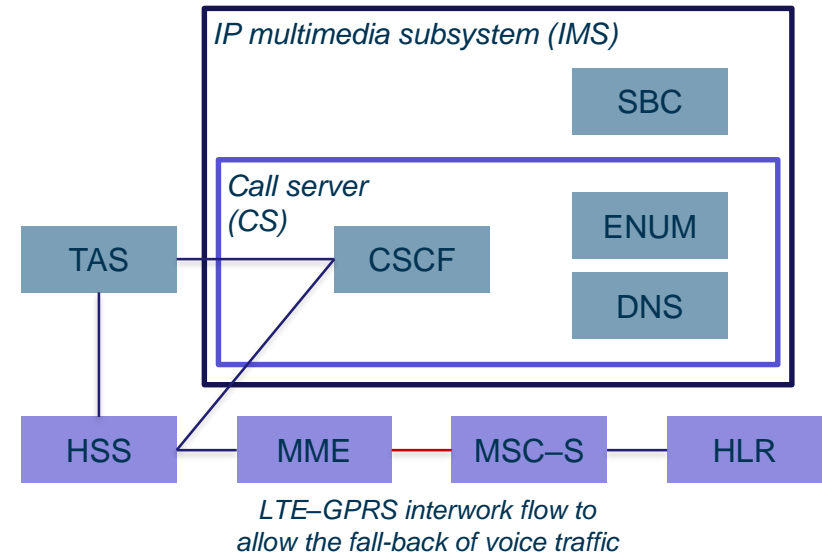 IP multimedia subsystem (IMS)
SBC
Call server
(CS)
ENUM
TAS
CSCF
DNS
HSS
MME
MSC–S
HLR
LTE–GPRS interwork flow to
allow the fall-back of voice traffic